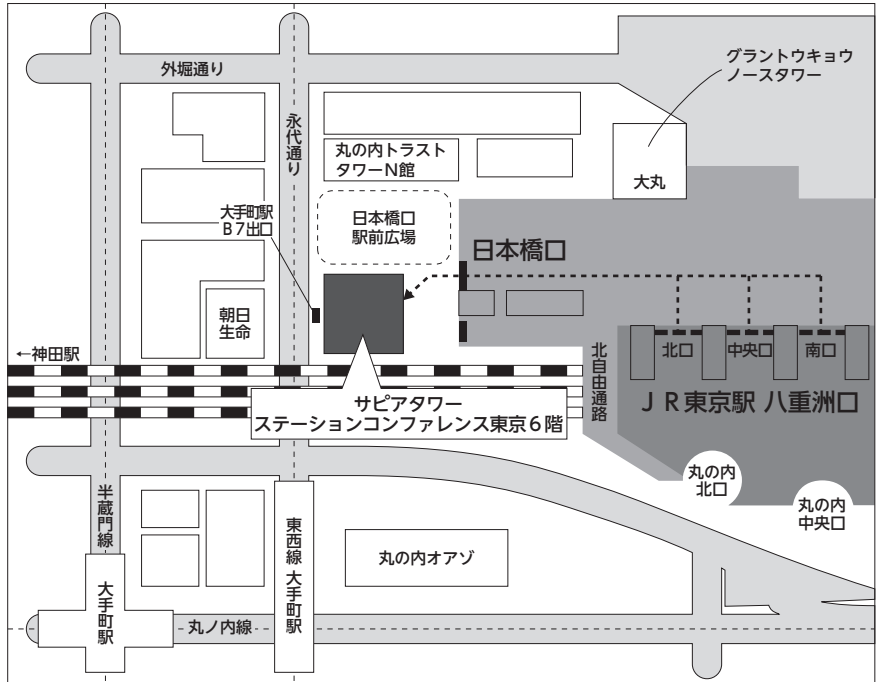 外堀通り
グラントウキョウ
ノースタワー
永代通り
丸の内トラスト
タワーN館
大丸
大手町駅
B7出口
日本橋口
駅前広場
日本橋口
朝日
生命
←神田駅
北口
中央口
南口
北自由通路
サピアタワー
ステーションコンファレンス東京6階
JR東京駅 八重洲口
丸の内
北口
丸の内
中央口
半蔵門線
東西線 大手町駅
丸の内オアゾ
大手町駅
丸ノ内線